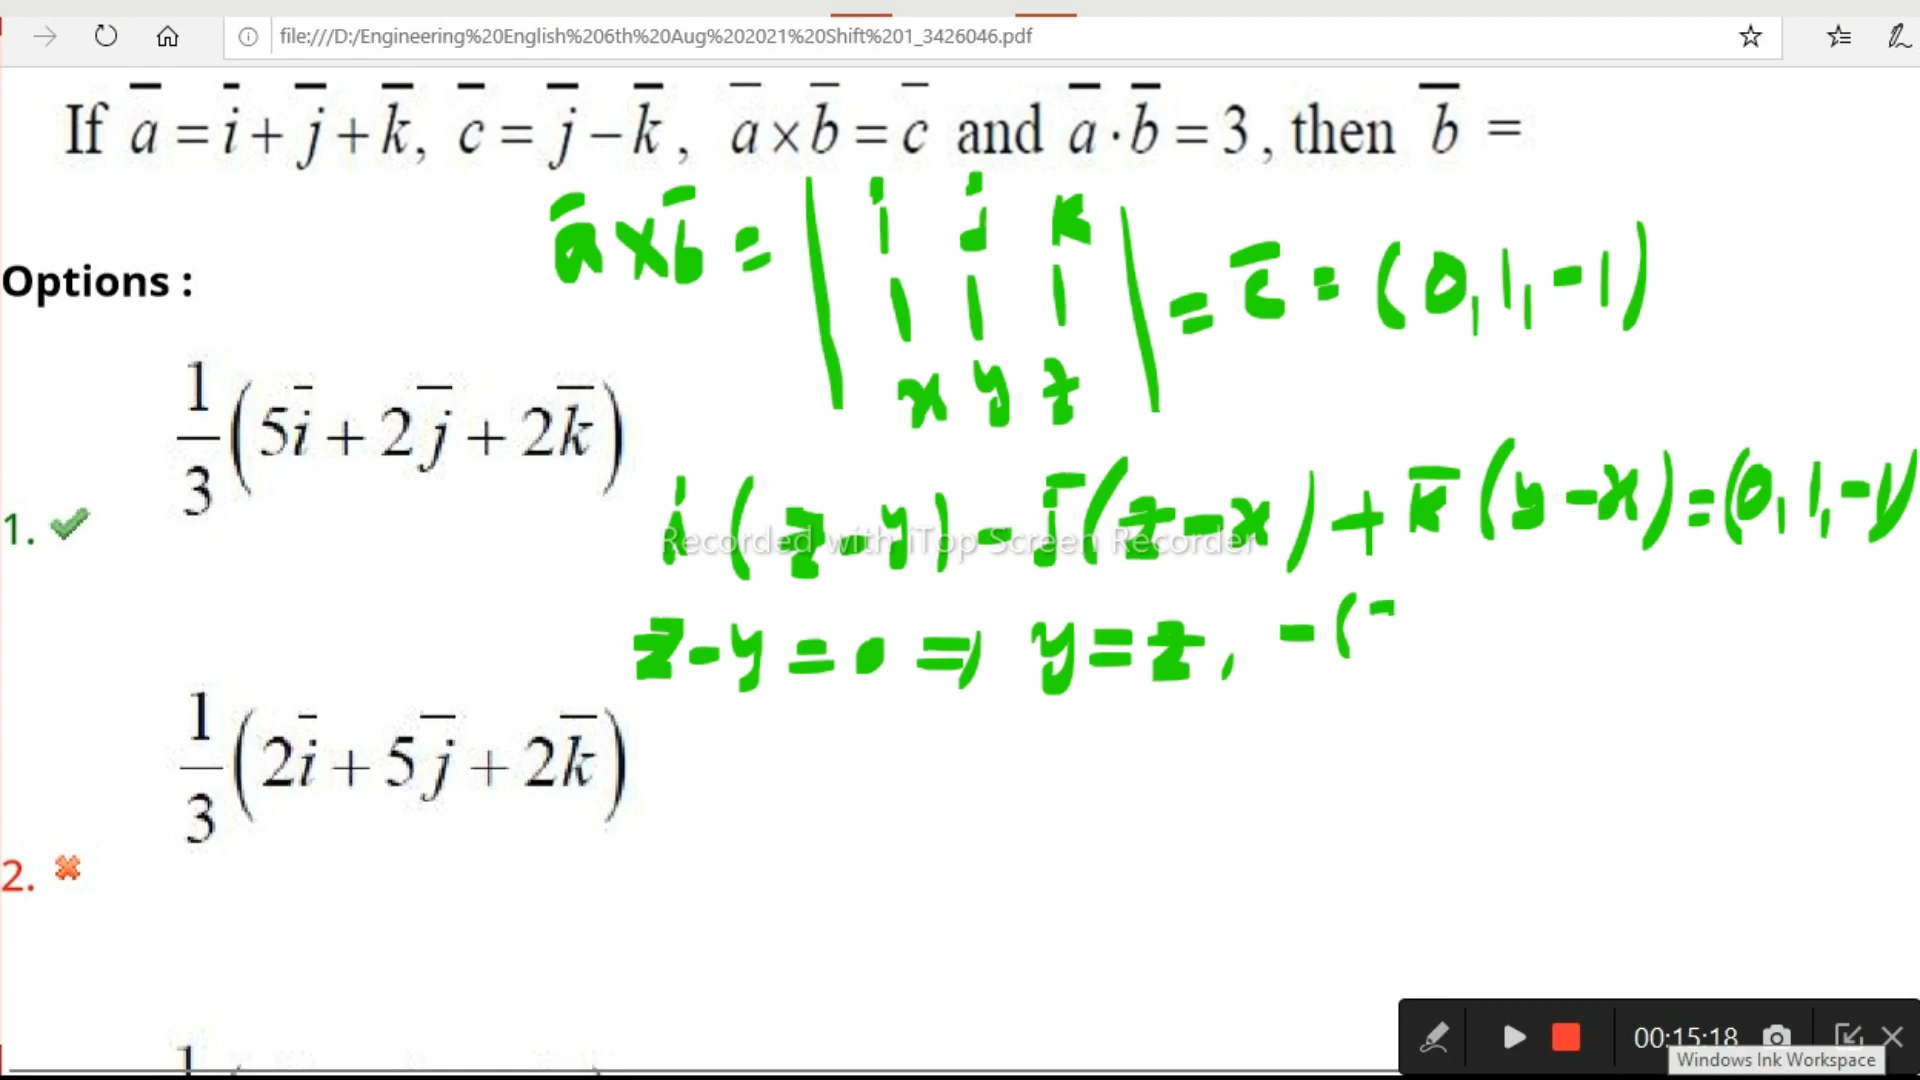 file:///D:/Engineering%20English%206th%20Aug%202021%20Shift%201_3426046.pdf
If a̅ = i̅ + j̅ + k̅, c̅ = j̅ − k̅, a̅ × b̅ = c̅ and a̅ · b̅ = 3, then b̅ =
a̅ x b̅ = | i j k | = c̅ = (0, 1, -1)
1 1 1
x y z
Options :
1/3 (5i̅ + 2j̅ + 2k̅)
1.
i (z - y) - j̅ (z - x) + k̅ (y - x) = (0, 1, -1)
Recorded with iTop Screen Recorder
z - y = 0 => y = z, - (
1/3 (2i̅ + 5j̅ + 2k̅)
2.
1
00:15:18
Windows Ink Workspace